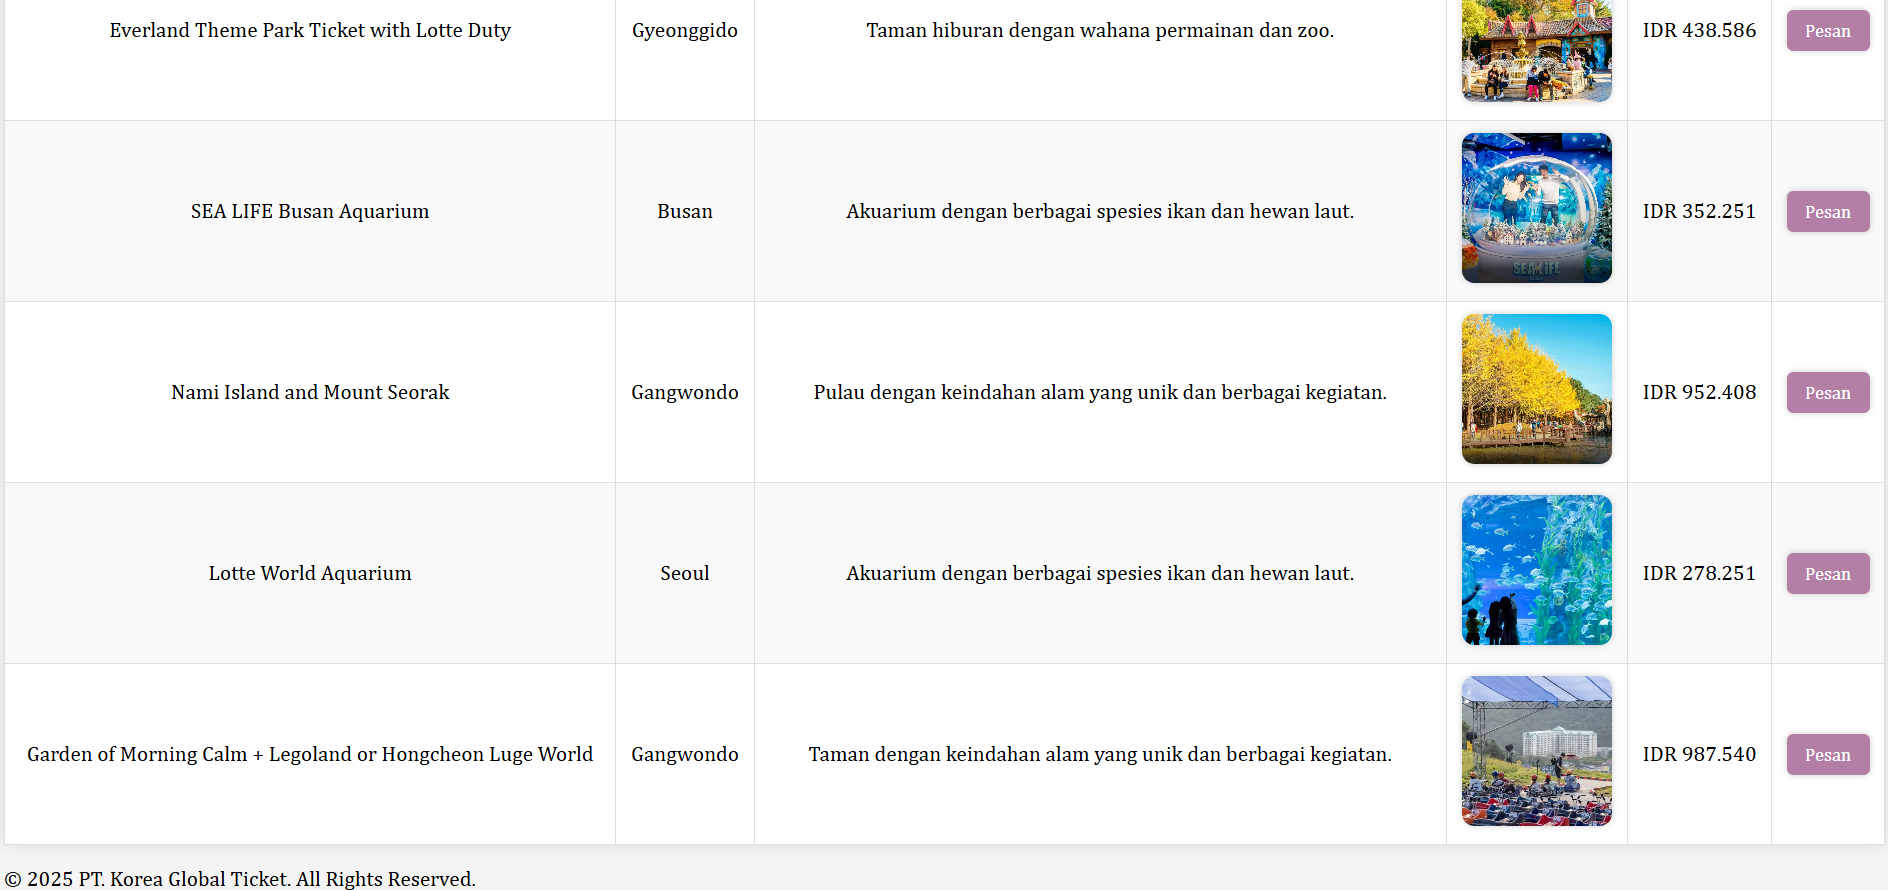 Everland Theme Park Ticket with Lotte Duty Gyeonggido Taman hiburan dengan wahana permainan dan zoo. IDR 438.586 Pesan
SEA LIFE Busan Aquarium Busan Akuarium dengan berbagai spesies ikan dan hewan laut. IDR 352.251 Pesan
SEA LIFE
Nami Island and Mount Seorak Gangwondo Pulau dengan keindahan alam yang unik dan berbagai kegiatan. IDR 952.408 Pesan
Lotte World Aquarium Seoul Akuarium dengan berbagai spesies ikan dan hewan laut. IDR 278.251 Pesan
Garden of Morning Calm + Legoland or Hongcheon Luge World Gangwondo Taman dengan keindahan alam yang unik dan berbagai kegiatan. IDR 987.540 Pesan
© 2025 PT. Korea Global Ticket. All Rights Reserved.